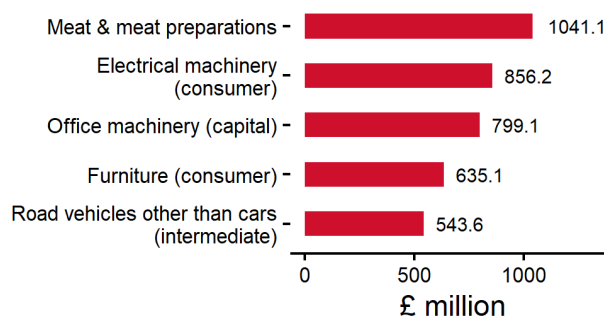 Meat & meat preparations
1041.1
Electrical machinery
(consumer)
856.2
Office machinery (capital)
799.1
Furniture (consumer)
635.1
Road vehicles other than cars
(intermediate)
543.6
0 500 1000
£ million